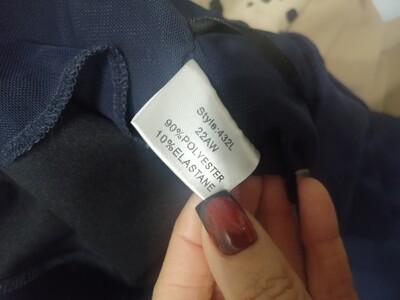 Style:432L
22AW
90%POLYESTER
10%ELASTANE